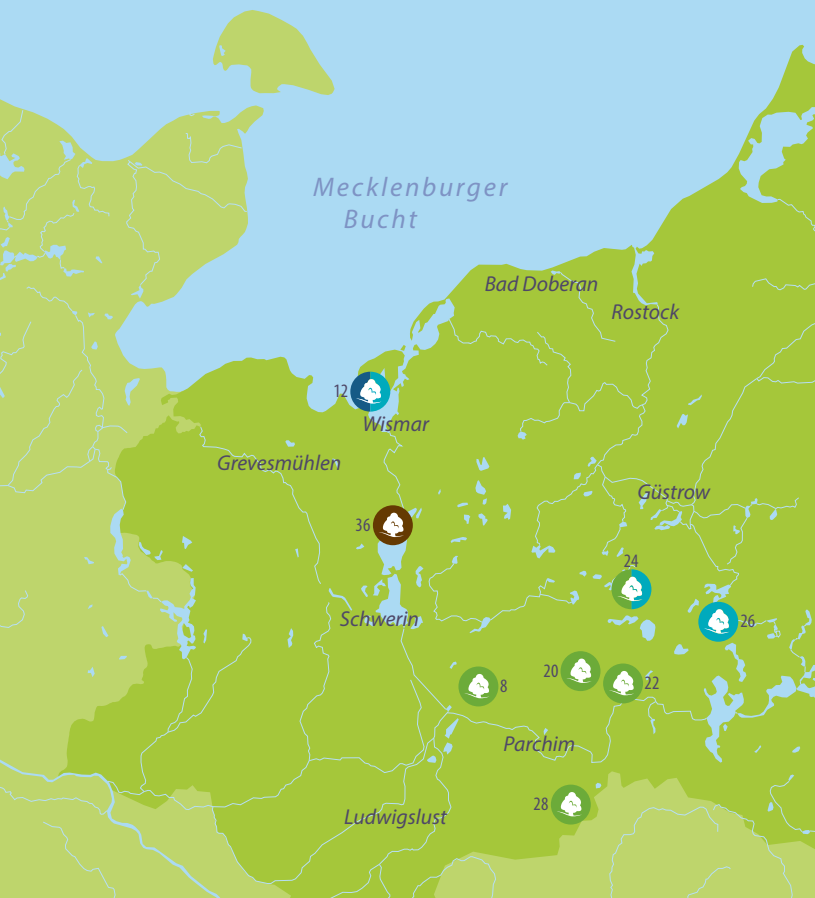 Mecklenburger
Bucht
Bad Doberan
Rostock
12
Wismar
Grevesmühlen
Güstrow
36
24
Schwerin
26
20
22
8
Parchim
28
Ludwigslust